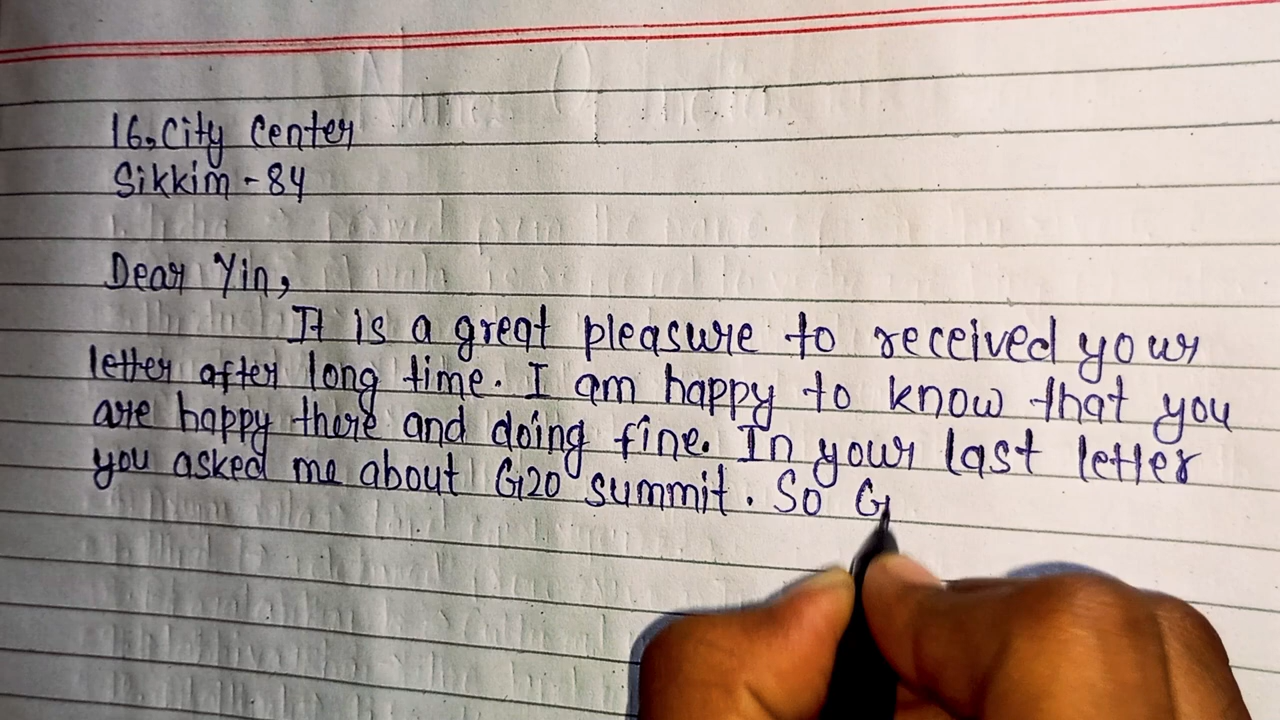 16, City Center
Sikkim - 84
Dear Yin,
It is a great pleasure to received your
letter after long time. I am happy to know that you
are happy there and doing fine. In your last letter
you asked me about G20 summit. So G